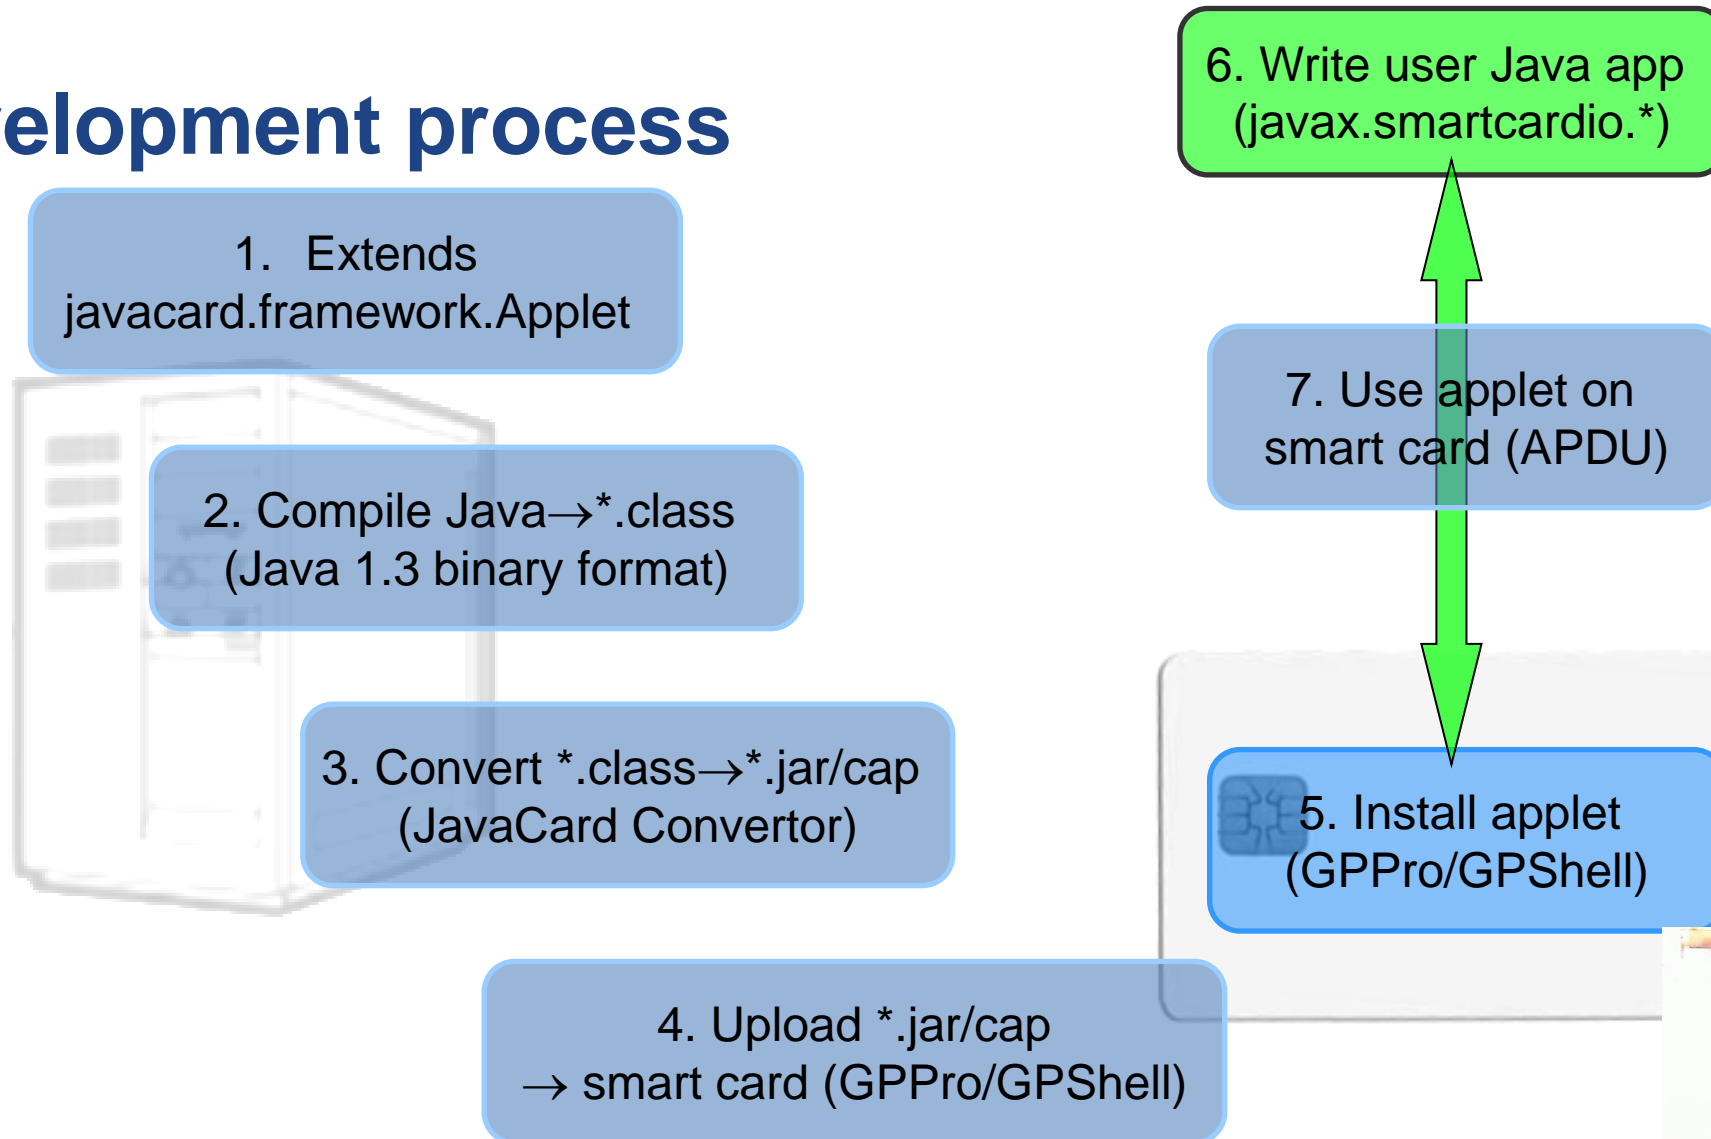 velopment process
1. Extends
javacard.framework.Applet
2. Compile Java→*.class
(Java 1.3 binary format)
3. Convert *.class→*.jar/cap
(JavaCard Convertor)
4. Upload *.jar/cap
→ smart card (GPPro/GPShell)
5. Install applet
(GPPro/GPShell)
6. Write user Java app
(javax.smartcardio.*)
7. Use applet on
smart card (APDU)